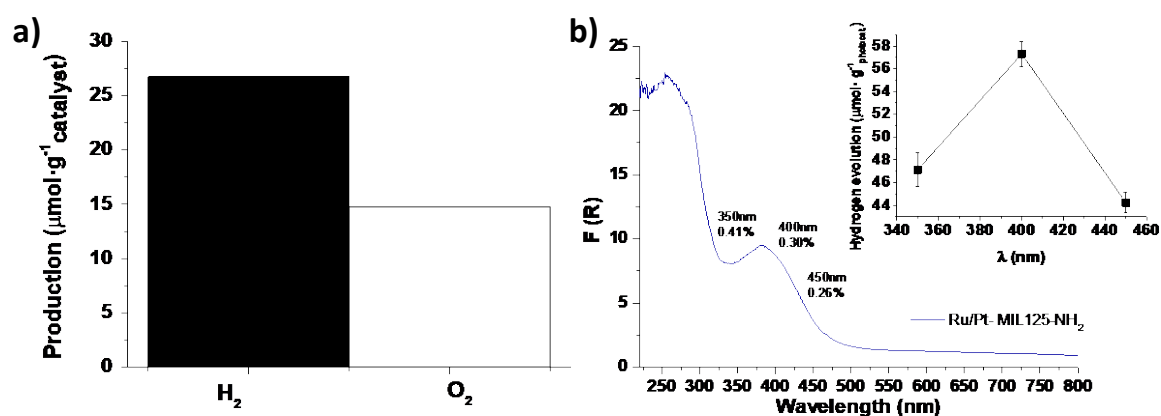 a)
30
25
20
15
10
5
0
Production (µmol·g⁻¹ catalyst)
H₂
O₂
b)
25
20
15
10
5
0
F (R)
350nm
0.41%
400nm
0.30%
450nm
0.26%
Ru/Pt- MIL125-NH₂
250 300 350 400 450 500 550 600 650 700 750 800
Wavelength (nm)
58
56
54
52
50
48
46
44
Hydrogen evolution (µmol· g⁻¹photocat)
340 360 380 400 420 440 460
λ (nm)